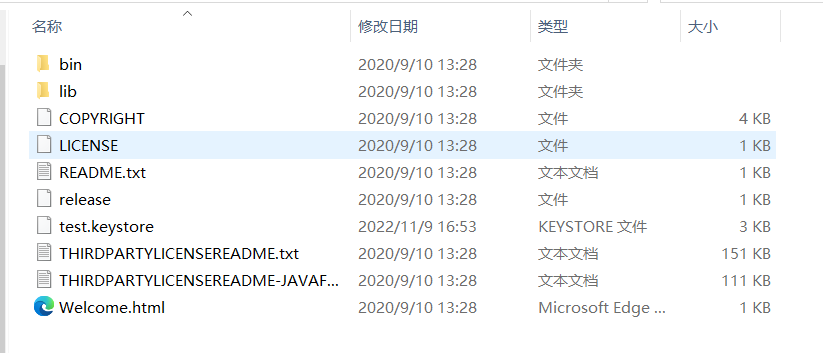 名称 修改日期 类型 大小
bin 2020/9/10 13:28 文件夹
lib 2020/9/10 13:28 文件夹
COPYRIGHT 2020/9/10 13:28 文件 4 KB
LICENSE 2020/9/10 13:28 文件 1 KB
README.txt 2020/9/10 13:28 文本文档 1 KB
release 2020/9/10 13:28 文件 1 KB
test.keystore 2022/11/9 16:53 KEYSTORE 文件 3 KB
THIRDPARTYLICENSEREADME.txt 2020/9/10 13:28 文本文档 151 KB
THIRDPARTYLICENSEREADME-JAVAF... 2020/9/10 13:28 文本文档 111 KB
Welcome.html 2020/9/10 13:28 Microsoft Edge ... 1 KB